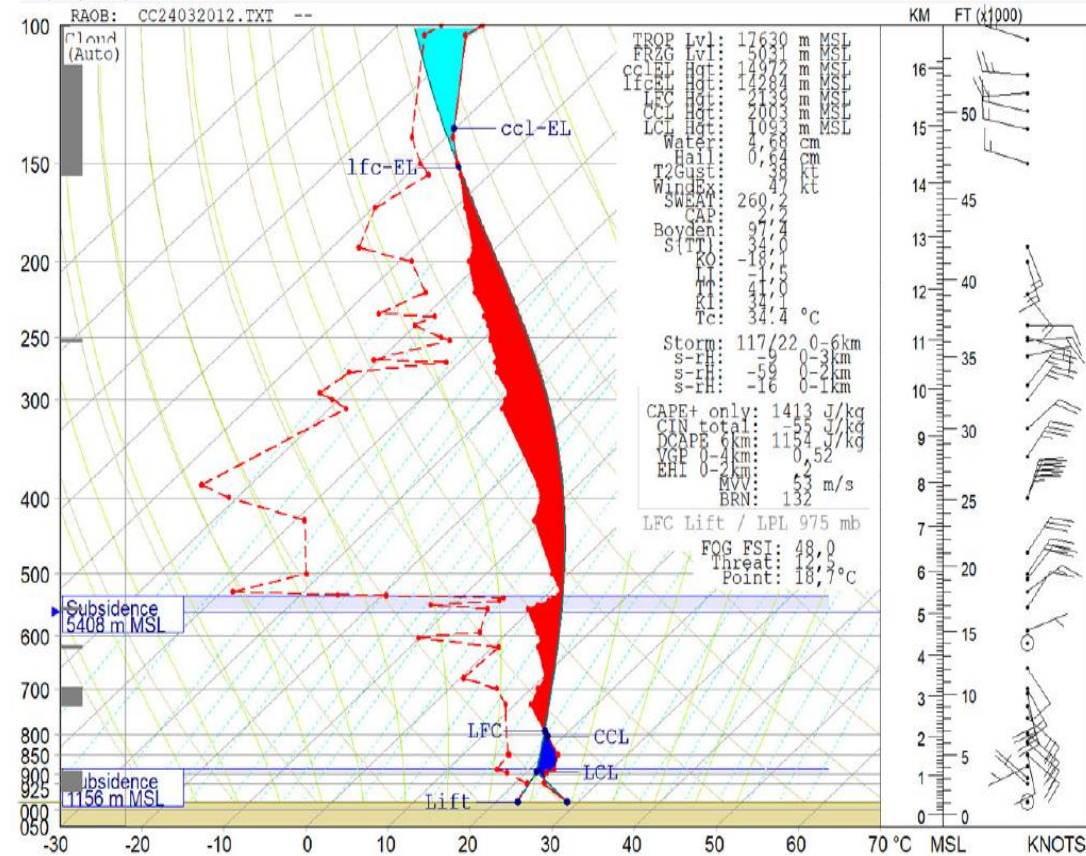 RAOB: CC24032012.TXT --
KM FT (x1000)
Cloud
(Auto)
TROP Lvl: 17630 m MSL
FRZG Lvl: 5031 m MSL
cclEL Hgt: 14972 m MSL
lfcEL Hgt: 14284 m MSL
LFC Hgt: 2139 m MSL
CCL Hgt: 2003 m MSL
LCL Hgt: 1093 m MSL
Water: 4,68 cm
Hail: 0,64 cm
T2Gust: 38 kt
WindEx: 47 kt
SWEAT: 260,2
CAP: 2,2
Boyden: 97,4
S(TT): 34,0
KO: -18,1
LI: -1,5
TT: 41,0
KI: 34,1
Tc: 34.4 °C
Storm: 117/22 0-6km
s-rH: -9 0-3km
s-rH: -59 0-2km
s-rH: -16 0-1km
CAPE+ only: 1413 J/kg
CIN total: -55 J/kg
DCAPE 6km: 1154 J/kg
VGP 0-4km: 0,52
EHI 0-2km: ,2
MVV: 53 m/s
BRN: 132
LFC Lift / LPL 975 mb
FOG FSI: 48,0
Threat: 12,5
Point: 18,7°C
ccl-EL
lfc-EL
Subsidence
5408 m MSL
LFC
CCL
LCL
ubsidence
1156 m MSL
Lift
100
150
200
250
300
400
500
600
700
800
850
900
925
000
050
16
15
14
13
12
11
10
9
8
7
6
5
4
3
2
1
0
50
45
40
35
30
25
20
15
10
5
0
-30 -20 -10 0 10 20 30 40 50 60 70 °C MSL KNOTS